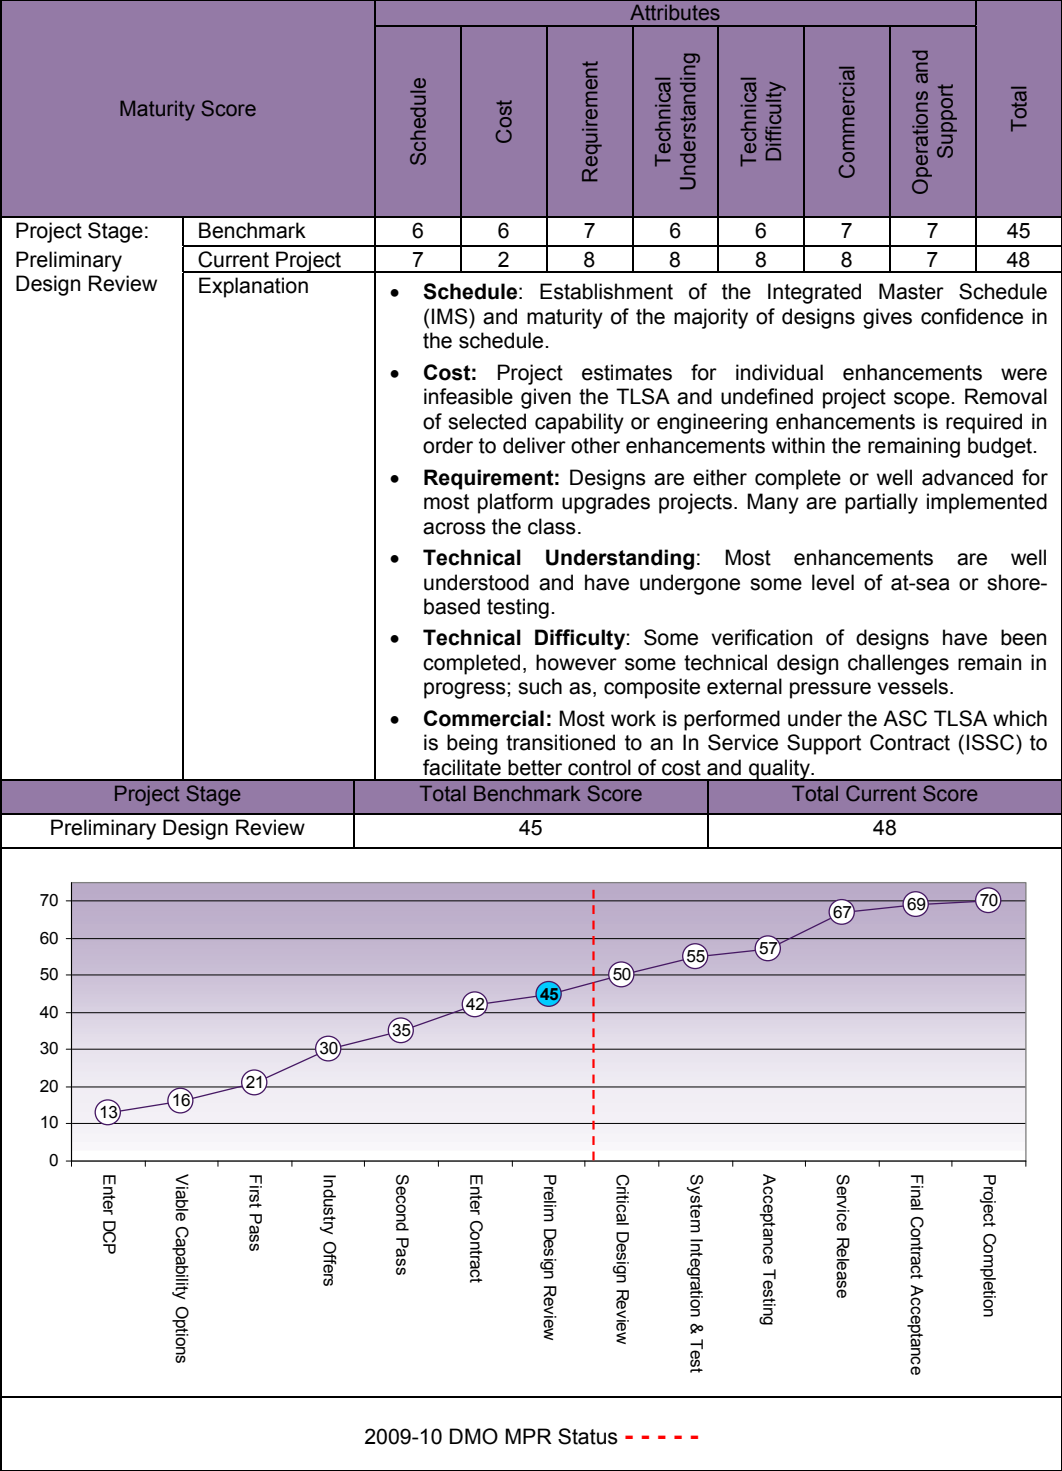 Maturity Score
Attributes
Schedule
Cost
Requirement
Technical
Understanding
Technical
Difficulty
Commercial
Operations and
Support
Total
Project Stage:
Preliminary
Design Review
Benchmark 6 6 7 6 6 7 7 45
Current Project 7 2 8 8 8 8 7 48
Explanation
• Schedule: Establishment of the Integrated Master Schedule
(IMS) and maturity of the majority of designs gives confidence in
the schedule.
• Cost: Project estimates for individual enhancements were
infeasible given the TLSA and undefined project scope. Removal
of selected capability or engineering enhancements is required in
order to deliver other enhancements within the remaining budget.
• Requirement: Designs are either complete or well advanced for
most platform upgrades projects. Many are partially implemented
across the class.
• Technical Understanding: Most enhancements are well
understood and have undergone some level of at-sea or shore-
based testing.
• Technical Difficulty: Some verification of designs have been
completed, however some technical design challenges remain in
progress; such as, composite external pressure vessels.
• Commercial: Most work is performed under the ASC TLSA which
is being transitioned to an In Service Support Contract (ISSC) to
facilitate better control of cost and quality.
Project Stage Total Benchmark Score Total Current Score
Preliminary Design Review 45 48
70
60
50
40
30
20
10
0
13
16
21
30
35
42
45
50
55
57
67
69
70
Enter DCP
Viable Capability Options
First Pass
Industry Offers
Second Pass
Enter Contract
Prelim Design Review
Critical Design Review
System Integration & Test
Acceptance Testing
Service Release
Final Contract Acceptance
Project Completion
2009-10 DMO MPR Status - - - - -